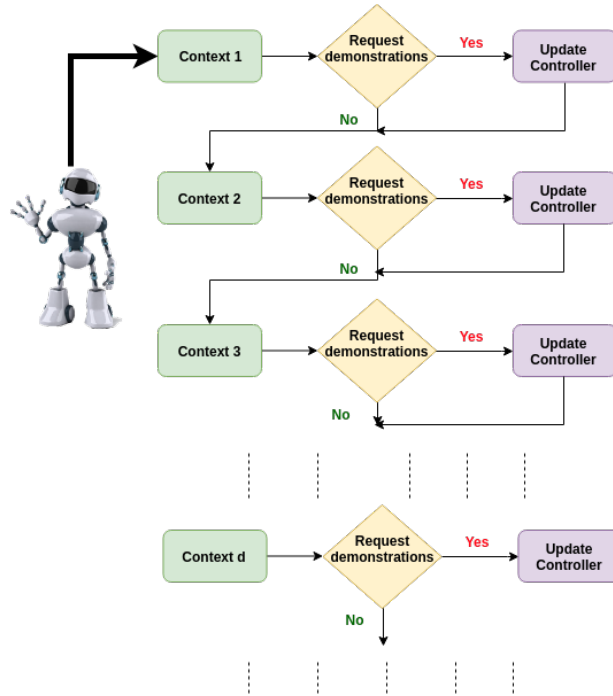 Context 1
Request
demonstrations
Yes
Update
Controller
No
Context 2
Request
demonstrations
Yes
Update
Controller
No
Context 3
Request
demonstrations
Yes
Update
Controller
No
Context d
Request
demonstrations
Yes
Update
Controller
No